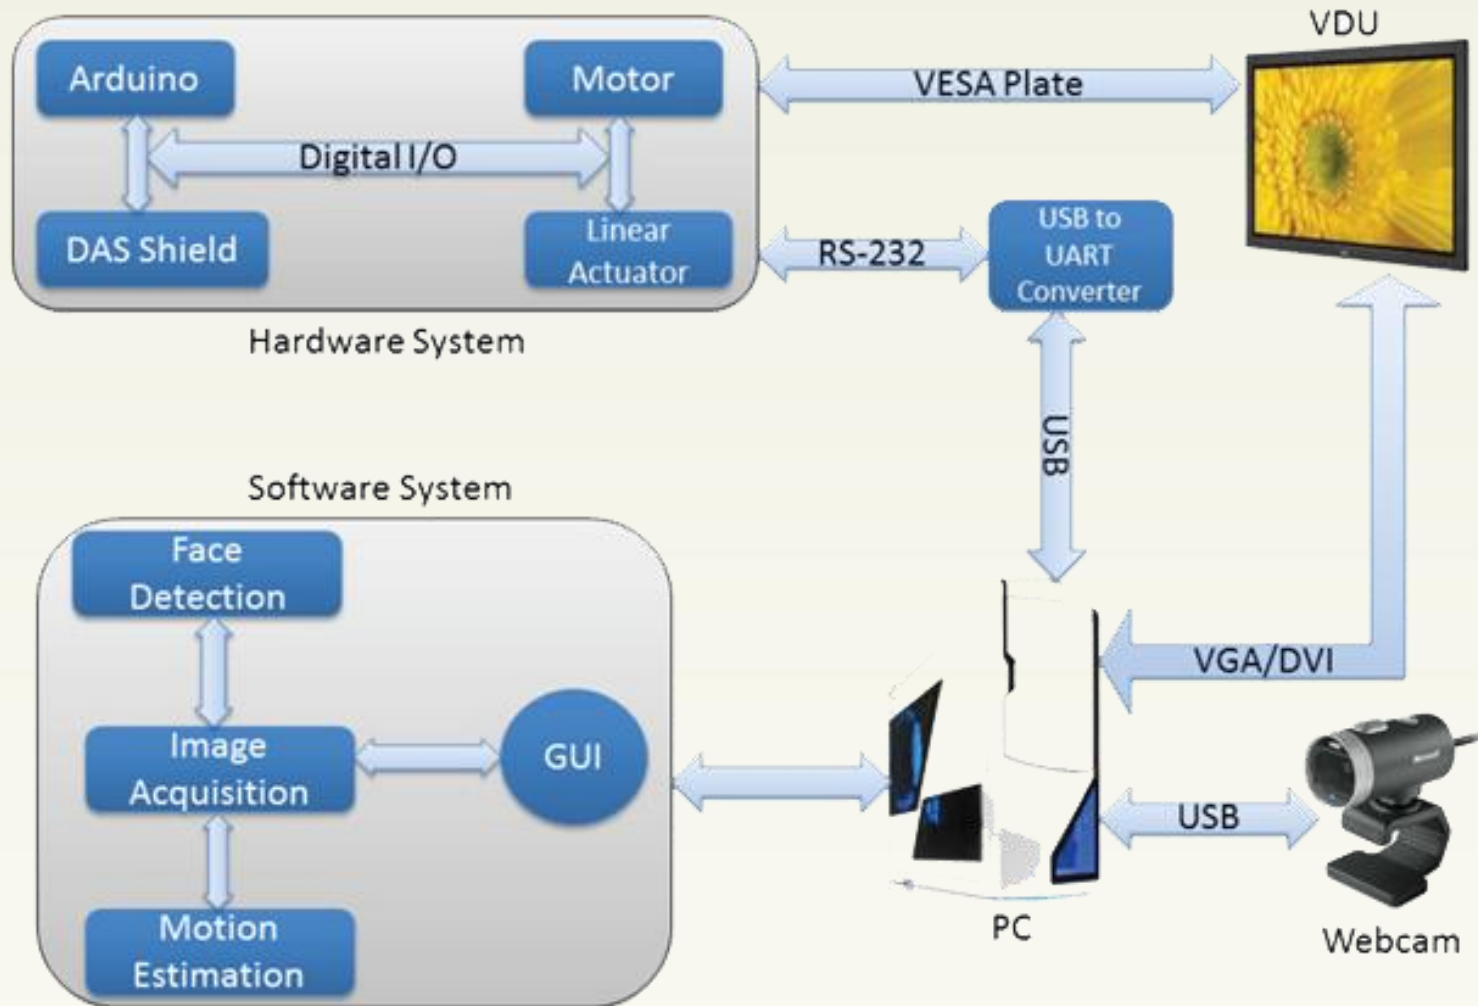 VDU
Arduino
Motor
VESA Plate
Digital I/O
DAS Shield
Linear
Actuator
RS-232
USB to
UART
Converter
Hardware System
USB
Software System
Face
Detection
VGA/DVI
Image
Acquisition
GUI
USB
Motion
Estimation
PC
Webcam